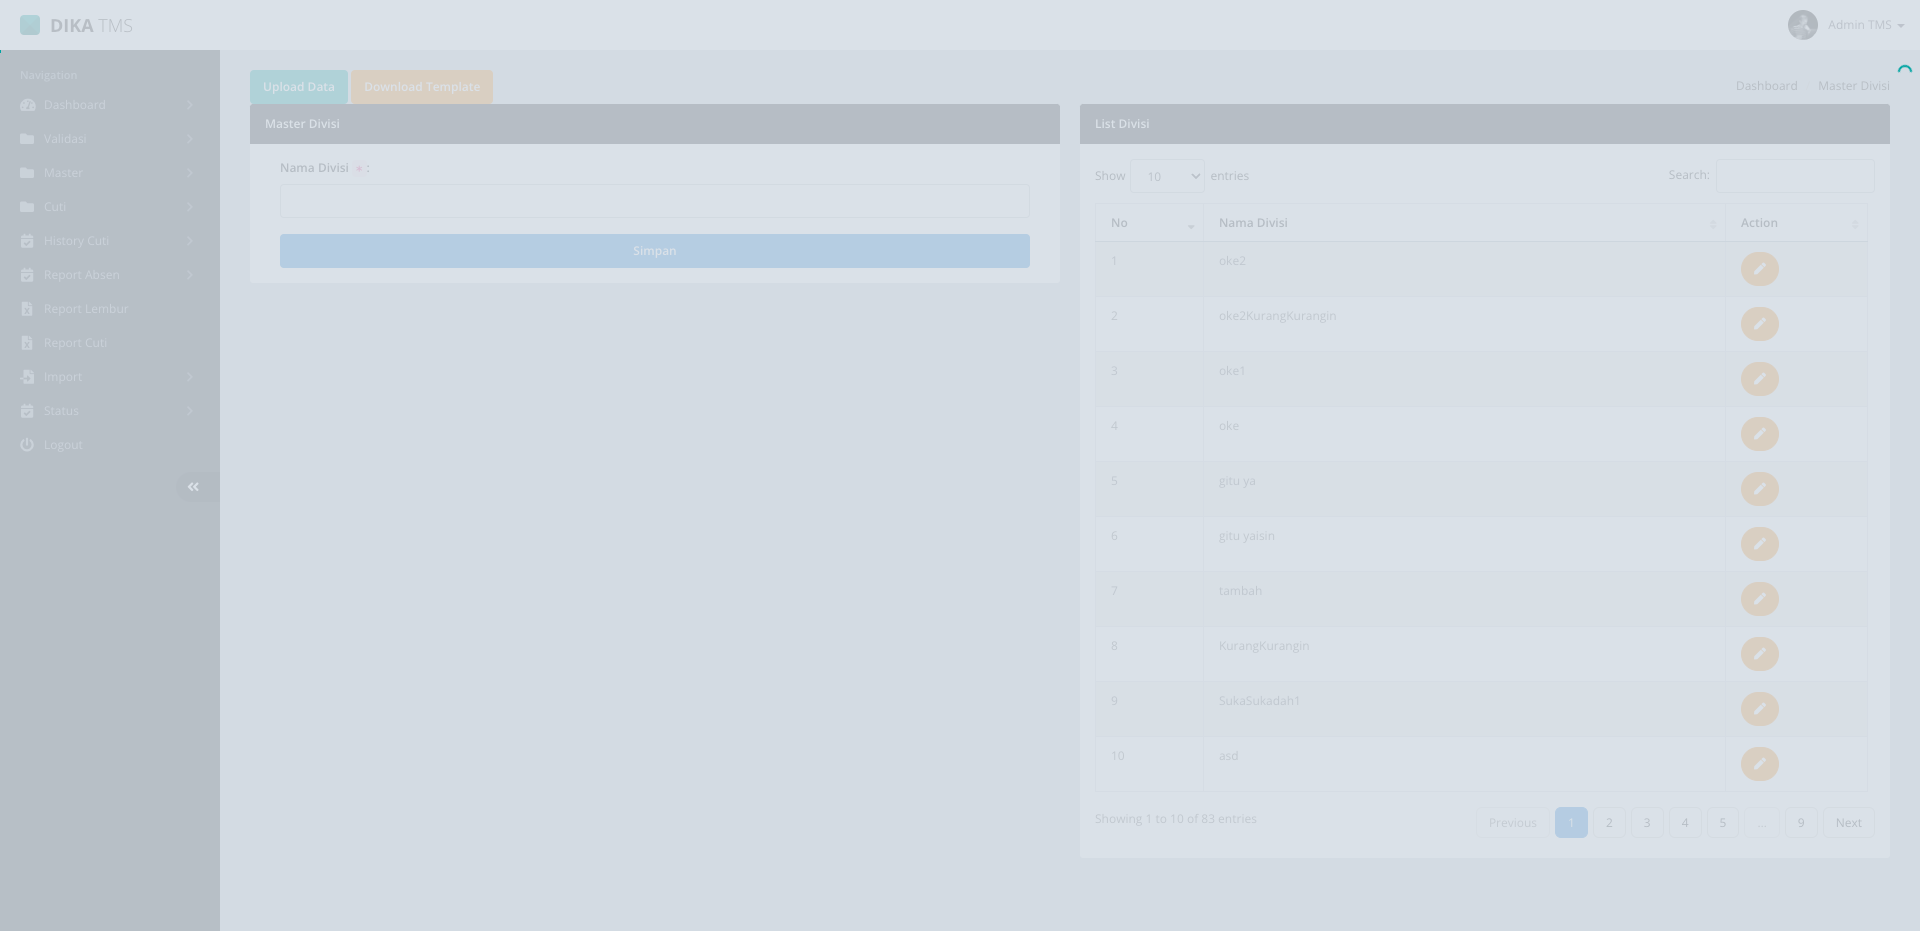 DIKA TMS
Admin TMS
Navigation
Dashboard
Validasi
Master
Cuti
History Cuti
Report Absen
Report Lembur
Report Cuti
Import
Status
Logout
Upload Data Download Template
Dashboard Master Divisi
Master Divisi
Nama Divisi * :
Simpan
List Divisi
Show 10 entries
Search:
No Nama Divisi Action
1 oke2
2 oke2KurangKurangin
3 oke1
4 oke
5 gitu ya
6 gitu yaisin
7 tambah
8 KurangKurangin
9 SukaSukadah1
10 asd
Showing 1 to 10 of 83 entries
Previous 1 2 3 4 5 ... 9 Next